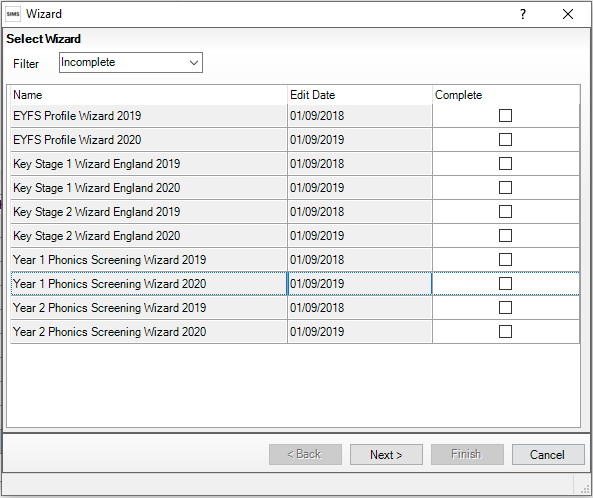 SIMS Wizard ? X
Select Wizard
Filter Incomplete
Name Edit Date Complete
EYFS Profile Wizard 2019 01/09/2018
EYFS Profile Wizard 2020 01/09/2019
Key Stage 1 Wizard England 2019 01/09/2018
Key Stage 1 Wizard England 2020 01/09/2019
Key Stage 2 Wizard England 2019 01/09/2018
Key Stage 2 Wizard England 2020 01/09/2019
Year 1 Phonics Screening Wizard 2019 01/09/2018
Year 1 Phonics Screening Wizard 2020 01/09/2019
Year 2 Phonics Screening Wizard 2019 01/09/2018
Year 2 Phonics Screening Wizard 2020 01/09/2019
< Back Next > Finish Cancel